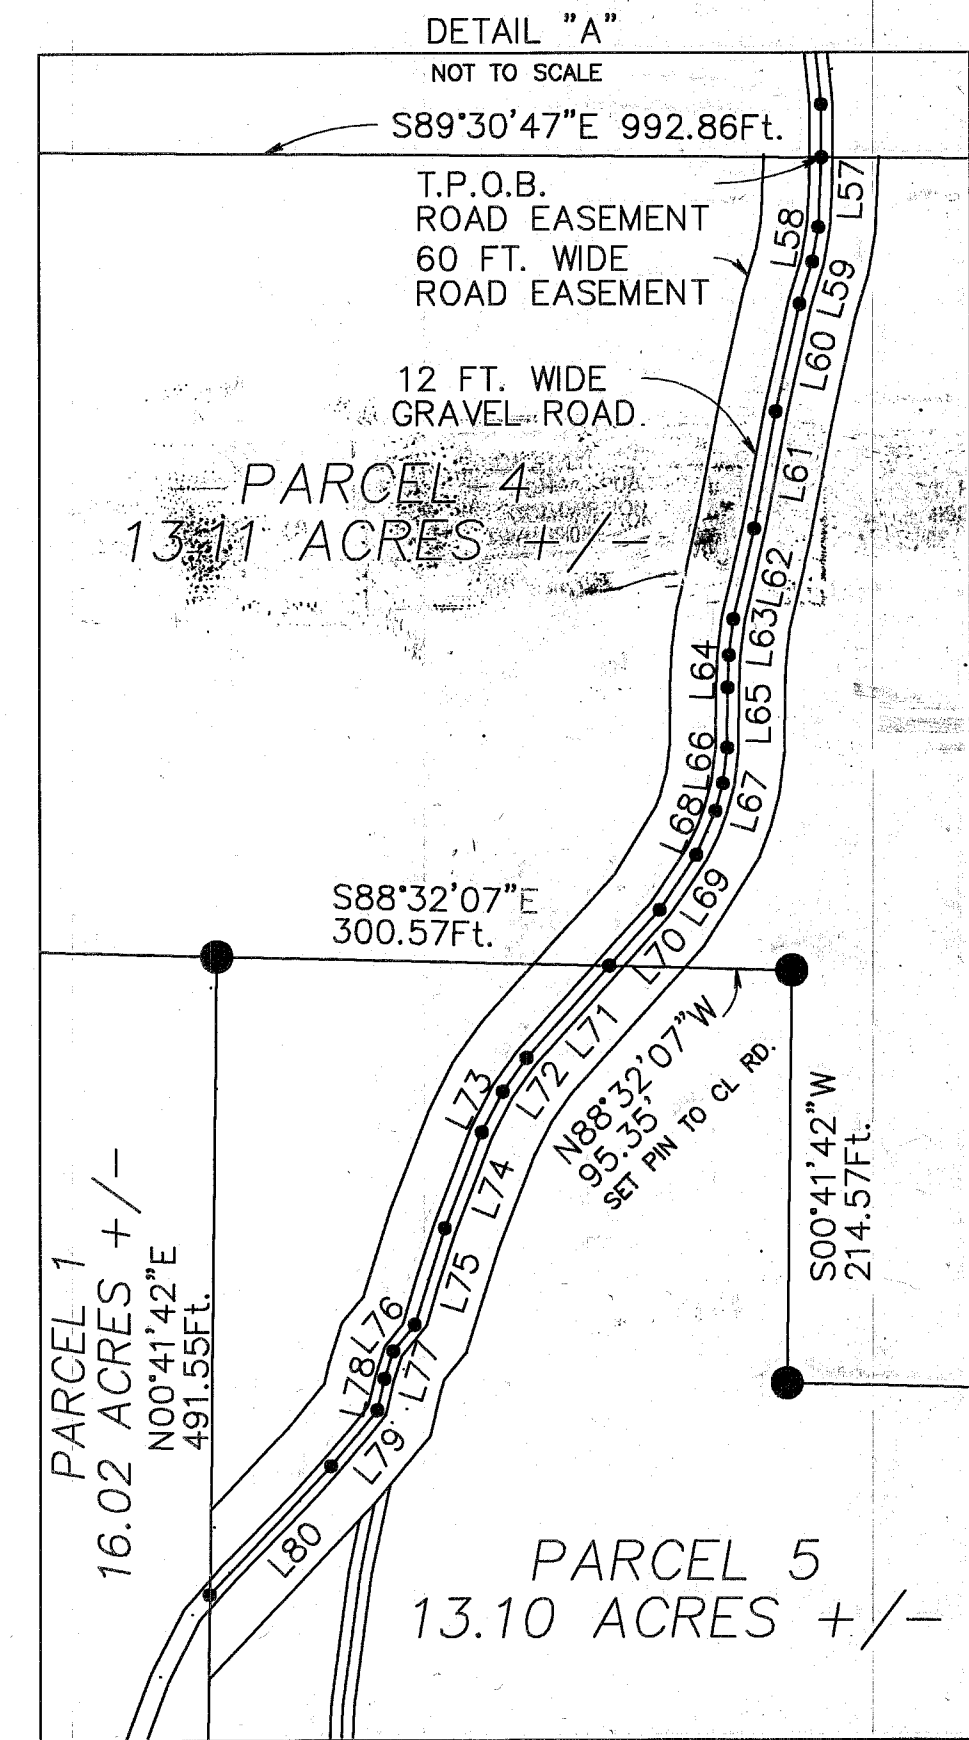 DETAIL "A"
NOT TO SCALE
S89°30'47"E 992.86Ft.
T.P.O.B.
ROAD EASEMENT
60 FT. WIDE
ROAD EASEMENT
L57
L58
L59
L60
12 FT. WIDE
GRAVEL ROAD
L61
PARCEL 4
13.11 ACRES +/-
L62
L63
L64
L65
L66
L67
L68
L69
S88°32'07"E
300.57Ft.
L70
L71
L72
L73
N88°32'07"W
95.35'
SET PIN TO CL RD.
L74
S00°41'42"W
214.57Ft.
L75
L76
L77
L78
L79
L80
PARCEL 1
16.02 ACRES +/-
N00°41'42"E
491.55Ft.
PARCEL 5
13.10 ACRES +/-